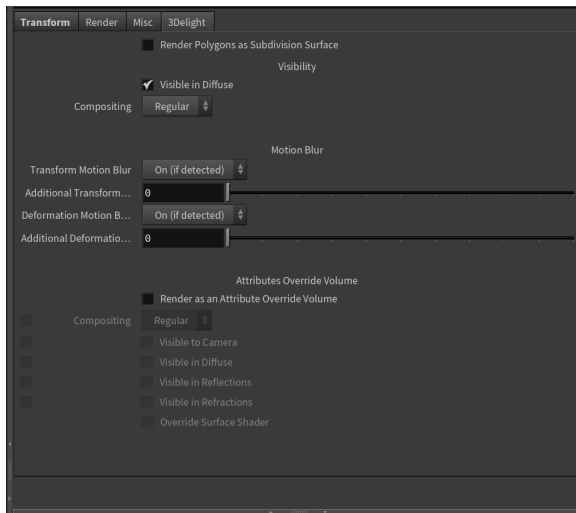 Transform Render Misc 3Delight
Render Polygons as Subdivision Surface
Visibility
Visible in Diffuse
Compositing Regular
Motion Blur
Transform Motion Blur On (if detected)
Additional Transform... 0
Deformation Motion B... On (if detected)
Additional Deformatio... 0
Attributes Override Volume
Render as an Attribute Override Volume
Compositing Regular
Visible to Camera
Visible in Diffuse
Visible in Reflections
Visible in Refractions
Override Surface Shader